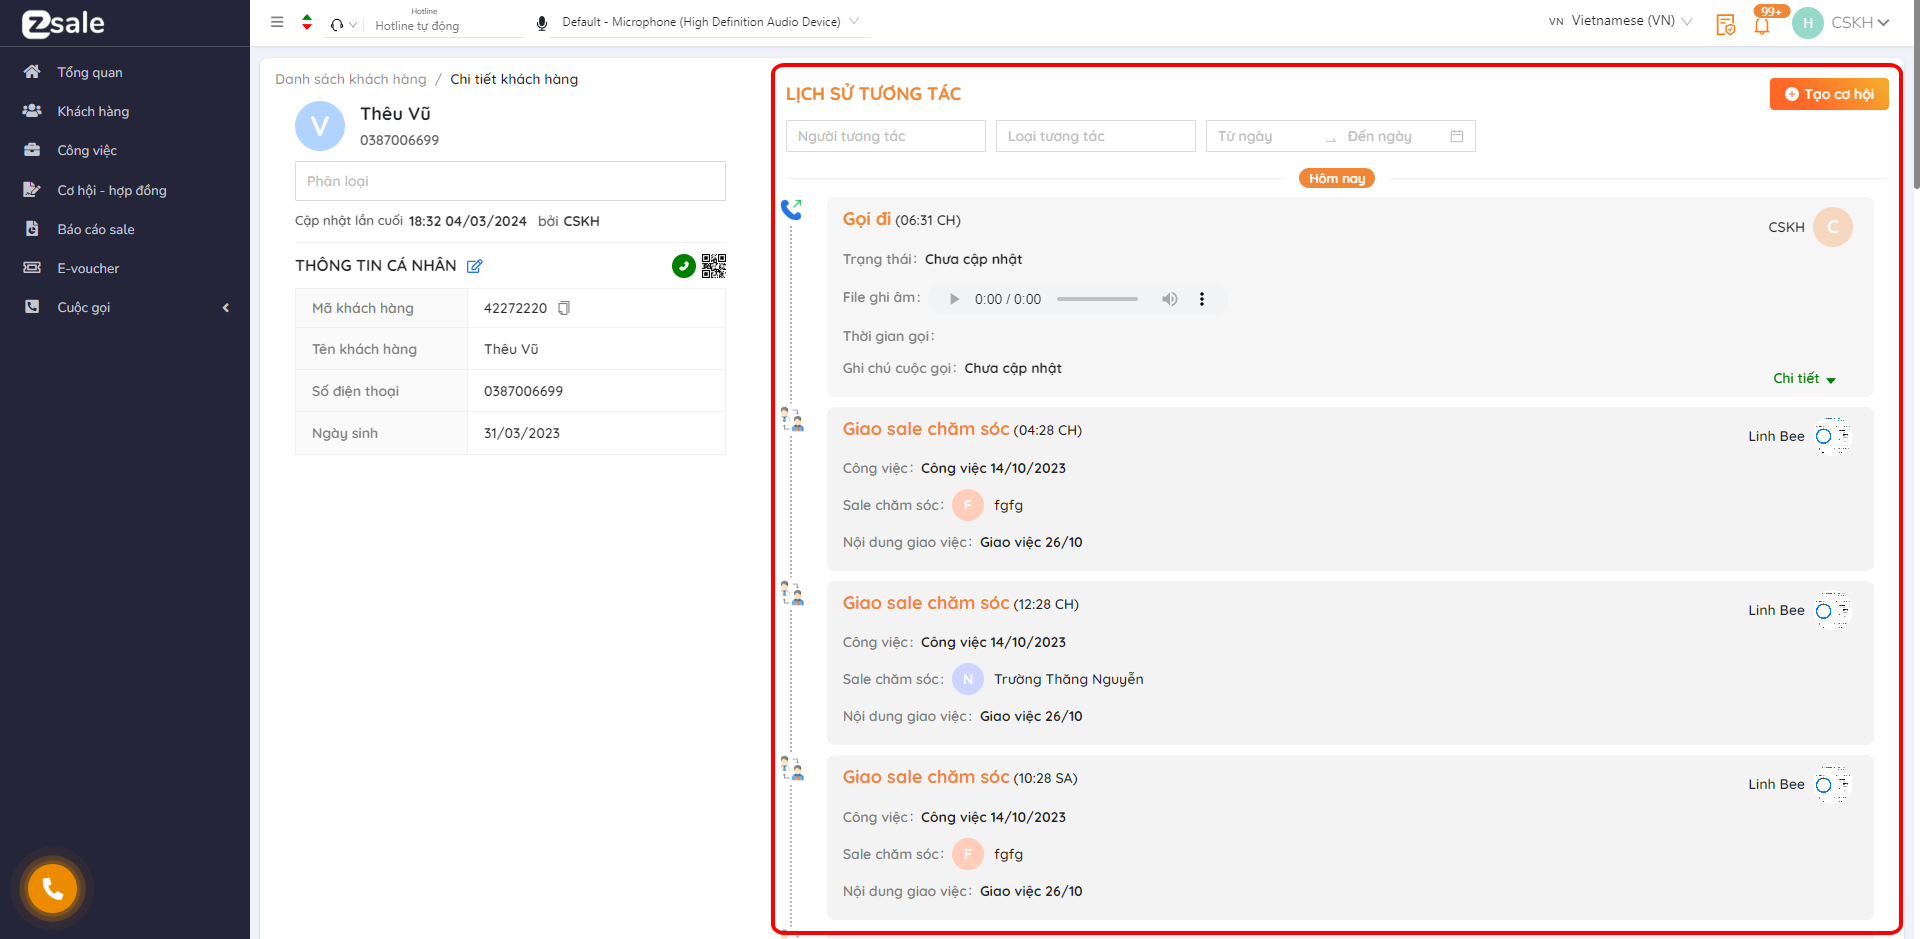 zsale
Tổng quan
Khách hàng
Công việc
Cơ hội - hợp đồng
Báo cáo sale
E-voucher
Cuộc gọi
Hotline
Hotline tự động
Default - Microphone (High Definition Audio Device)
VN Vietnamese (VN)
99+
H CSKH
Danh sách khách hàng / Chi tiết khách hàng
V
Thêu Vũ
0387006699
Phân loại
Cập nhật lần cuối 18:32 04/03/2024 bởi CSKH
THÔNG TIN CÁ NHÂN
Mã khách hàng 42272220
Tên khách hàng Thêu Vũ
Số điện thoại 0387006699
Ngày sinh 31/03/2023
LỊCH SỬ TƯƠNG TÁC
Tạo cơ hội
Người tương tác Loại tương tác Từ ngày Đến ngày
Hôm nay
Gọi đi (06:31 CH)
CSKH C
Trạng thái: Chưa cập nhật
File ghi âm: 0:00 / 0:00
Thời gian gọi:
Ghi chú cuộc gọi: Chưa cập nhật
Chi tiết
Giao sale chăm sóc (04:28 CH)
Linh Bee
Công việc: Công việc 14/10/2023
Sale chăm sóc: F fgfg
Nội dung giao việc: Giao việc 26/10
Giao sale chăm sóc (12:28 CH)
Linh Bee
Công việc: Công việc 14/10/2023
Sale chăm sóc: N Trường Thăng Nguyễn
Nội dung giao việc: Giao việc 26/10
Giao sale chăm sóc (10:28 SA)
Linh Bee
Công việc: Công việc 14/10/2023
Sale chăm sóc: F fgfg
Nội dung giao việc: Giao việc 26/10